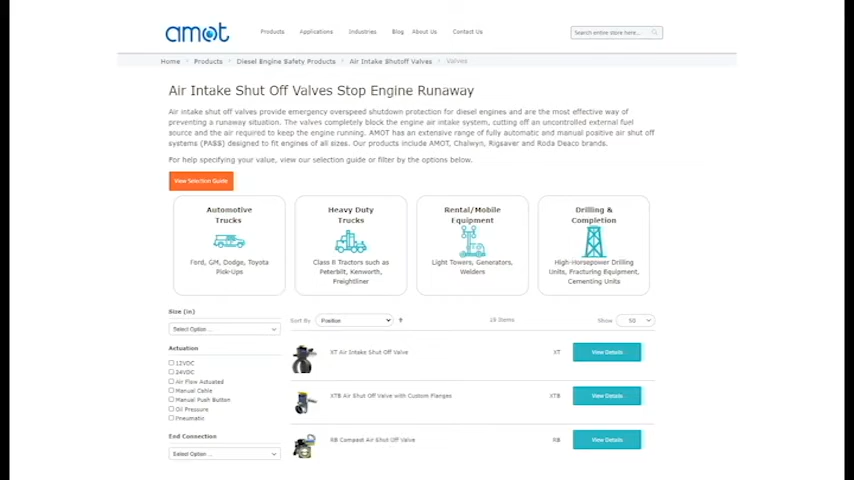 amot
Products Applications Industries Blog About Us Contact Us
Search entire store here...
Home Products Diesel Engine Safety Products Air Intake Shutoff Valves Valves
Air Intake Shut Off Valves Stop Engine Runaway
Air intake shut off valves provide emergency overspeed shutdown protection for diesel engines and are the most effective way of
preventing a runaway situation. The valves completely block the engine air intake system, cutting off an uncontrolled external fuel
source and the air required to keep the engine running. AMOT has an extensive range of fully automatic and manual positive air shut off
systems (PASS) designed to fit engines of all sizes. Our products include AMOT, Chalwyn, Rigsaver and Roda Deaco brands.
For help specifying your valve, view our selection guide or filter by the options below.
View Selection Guide
Automotive
Trucks
Ford, GM, Dodge, Toyota
Pick-Ups
Heavy Duty
Trucks
Class 8 Tractors such as
Peterbilt, Kenworth,
Freightliner
Rental/Mobile
Equipment
Light Towers, Generators,
Welders
Drilling &
Completion
High-Horsepower Drilling
Units, Fracturing Equipment,
Cementing Units
Size (in)
Select Option ...
Actuation
12VDC
24VDC
Air Flow Actuated
Manual Cable
Manual Push Button
Oil Pressure
Pneumatic
End Connection
Select Option ...
Sort By Position 19 Items Show 50
XT Air Intake Shut Off Valve XT View Details
XTB Air Shut Off Valve with Custom Flanges XTB View Details
RB Compact Air Shut Off Valve RB View Details